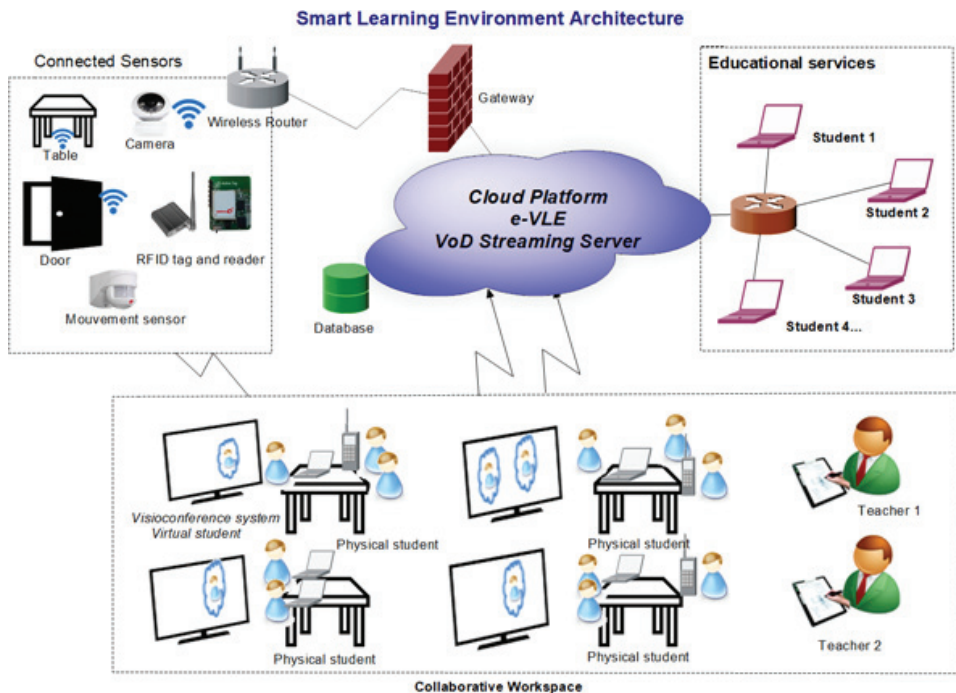 Smart Learning Environment Architecture
Connected Sensors
Table
Camera
Wireless Router
Gateway
Door
RFID tag and reader
Mouvement sensor
Cloud Platform
e-VLE
VoD Streaming Server
Database
Educational services
Student 1
Student 2
Student 3
Student 4...
Visioconference system
Virtual student
Physical student
Physical student
Teacher 1
Physical student
Physical student
Teacher 2
Collaborative Workspace